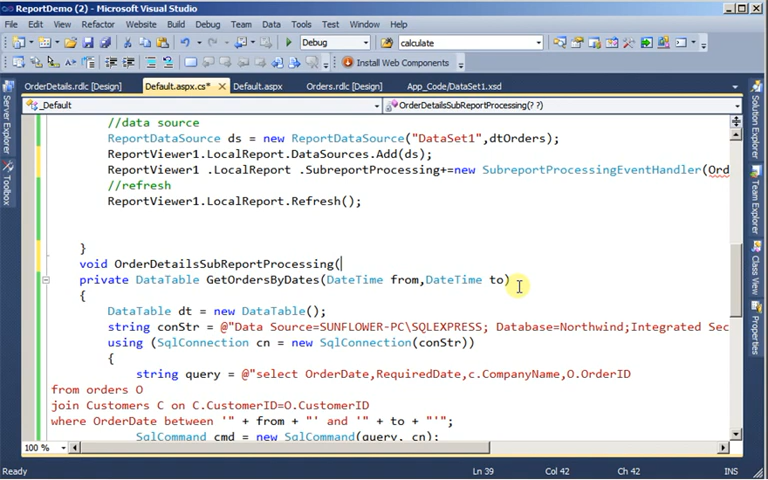 ReportDemo (2) - Microsoft Visual Studio
File Edit View Refactor Website Build Debug Team Data Tools Test Window Help
Debug calculate
Install Web Components
OrderDetails.rdlc [Design] Default.aspx.cs* Default.aspx Orders.rdlc [Design] App_Code/DataSet1.xsd
_Default OrderDetailsSubReportProcessing(? ?)
Server Explorer
Toolbox
Solution Explorer
Team Explorer
Properties
//data source
ReportDataSource ds = new ReportDataSource("DataSet1",dtOrders);
ReportViewer1.LocalReport.DataSources.Add(ds);
ReportViewer1 .LocalReport .SubreportProcessing+=new SubreportProcessingEventHandler(Ord
//refresh
ReportViewer1.LocalReport.Refresh();
}
void OrderDetailsSubReportProcessing(
private DataTable GetOrdersByDates(DateTime from,DateTime to)
{
DataTable dt = new DataTable();
string conStr = @"Data Source=SUNFLOWER-PC\SQLEXPRESS; Database=Northwind;Integrated Sec
using (SqlConnection cn = new SqlConnection(conStr))
{
string query = @"select OrderDate,RequiredDate,c.CompanyName,O.OrderID
from orders O
join Customers C on C.CustomerID=O.CustomerID
where OrderDate between '" + from + "' and '" + to + "'";
SqlCommand cmd = new SqlCommand(query, cn);
100 %
Ready Ln 39 Col 42 Ch 42 INS